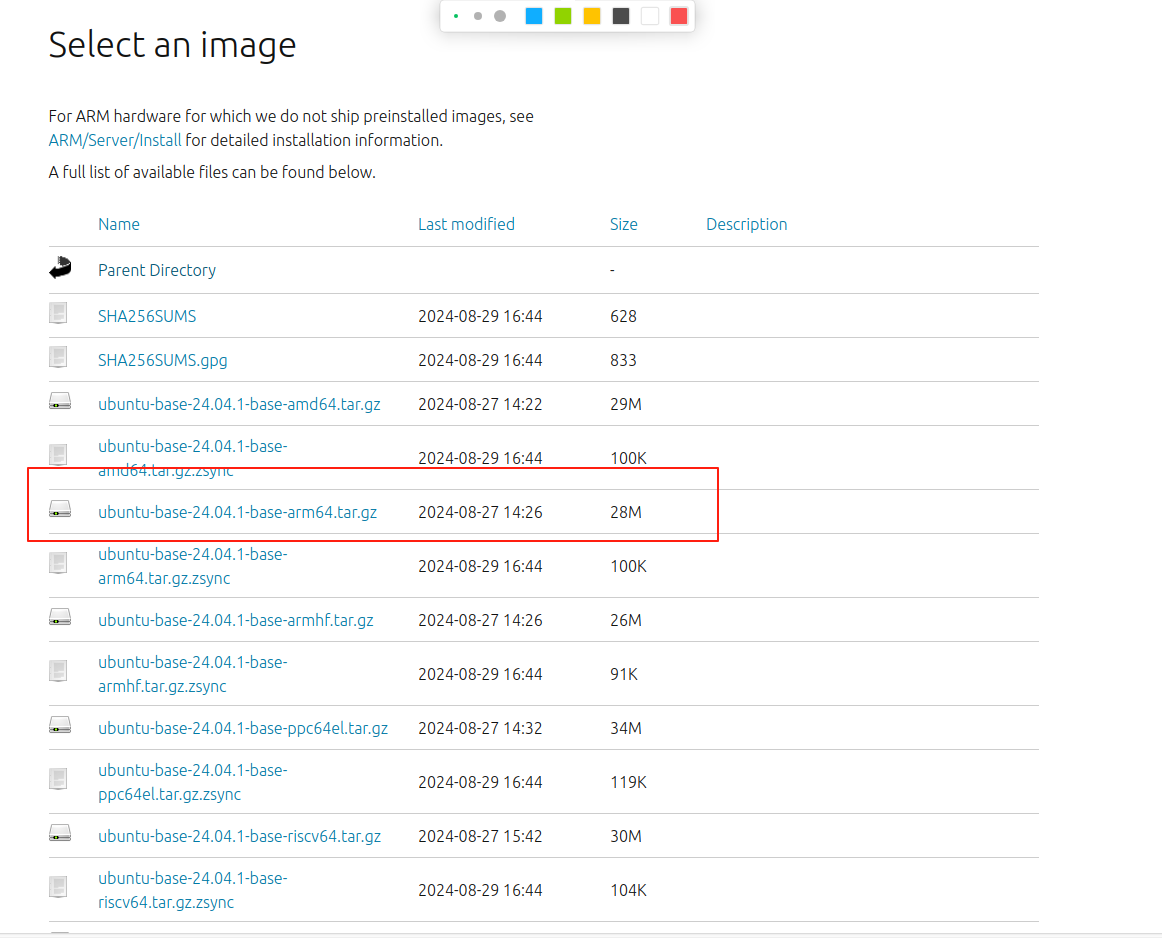 Select an image
For ARM hardware for which we do not ship preinstalled images, see
ARM/Server/Install for detailed installation information.
A full list of available files can be found below.
Name Last modified Size Description
Parent Directory -
SHA256SUMS 2024-08-29 16:44 628
SHA256SUMS.gpg 2024-08-29 16:44 833
ubuntu-base-24.04.1-base-amd64.tar.gz 2024-08-27 14:22 29M
ubuntu-base-24.04.1-base-
amd64.tar.gz.zsync 2024-08-29 16:44 100K
ubuntu-base-24.04.1-base-arm64.tar.gz 2024-08-27 14:26 28M
ubuntu-base-24.04.1-base-
arm64.tar.gz.zsync 2024-08-29 16:44 100K
ubuntu-base-24.04.1-base-armhf.tar.gz 2024-08-27 14:26 26M
ubuntu-base-24.04.1-base-
armhf.tar.gz.zsync 2024-08-29 16:44 91K
ubuntu-base-24.04.1-base-ppc64el.tar.gz 2024-08-27 14:32 34M
ubuntu-base-24.04.1-base-
ppc64el.tar.gz.zsync 2024-08-29 16:44 119K
ubuntu-base-24.04.1-base-riscv64.tar.gz 2024-08-27 15:42 30M
ubuntu-base-24.04.1-base-
riscv64.tar.gz.zsync 2024-08-29 16:44 104K